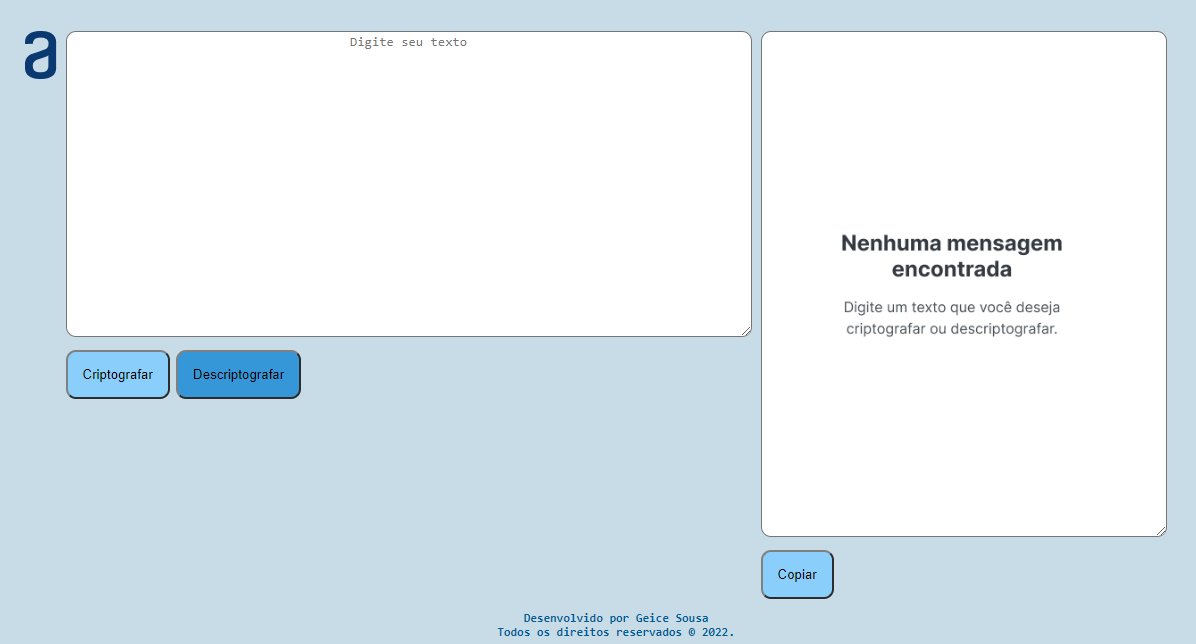 a
Digite seu texto
Nenhuma mensagem
encontrada
Digite um texto que você deseja
criptografar ou descriptografar.
Criptografar
Descriptografar
Copiar
Desenvolvido por Geice Sousa
Todos os direitos reservados © 2022.